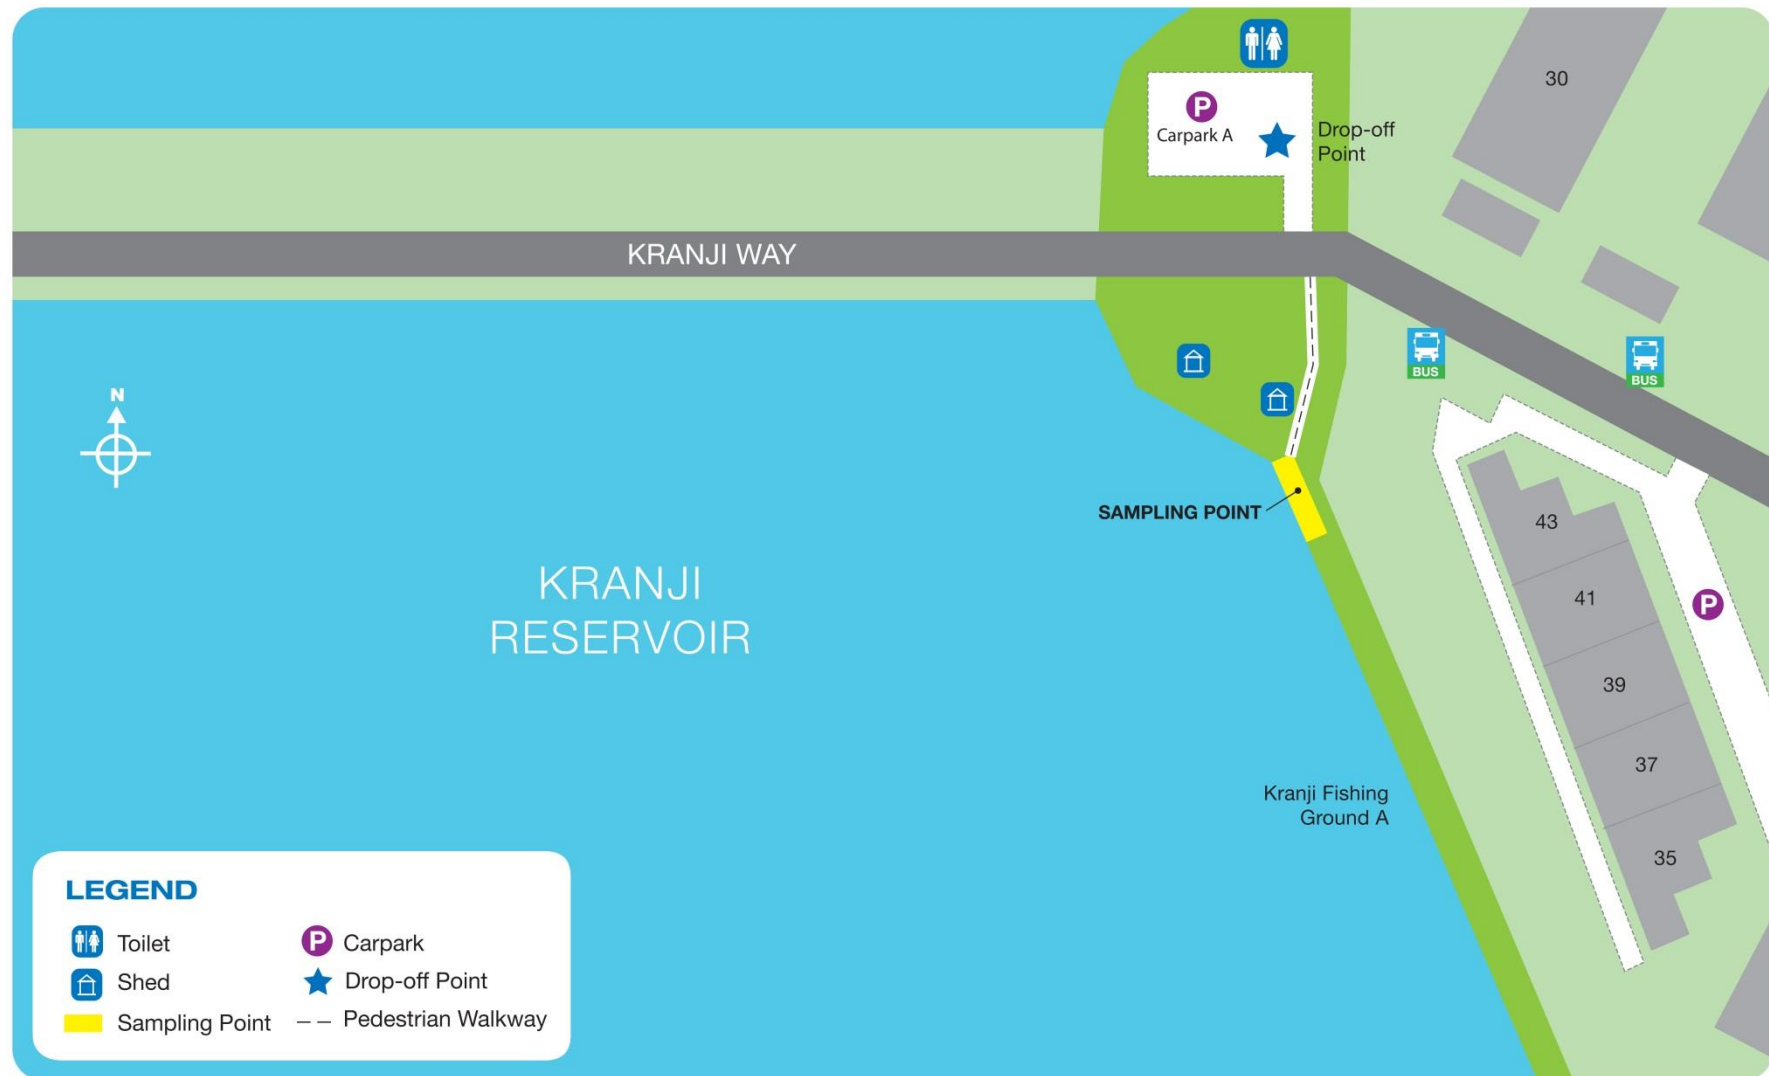 30
P
Carpark A
Drop-off
Point
KRANJI WAY
BUS
BUS
N
SAMPLING POINT
43
41
39
37
35
P
KRANJI
RESERVOIR
Kranji Fishing
Ground A
LEGEND
Toilet
P Carpark
Shed
Drop-off Point
Sampling Point
Pedestrian Walkway